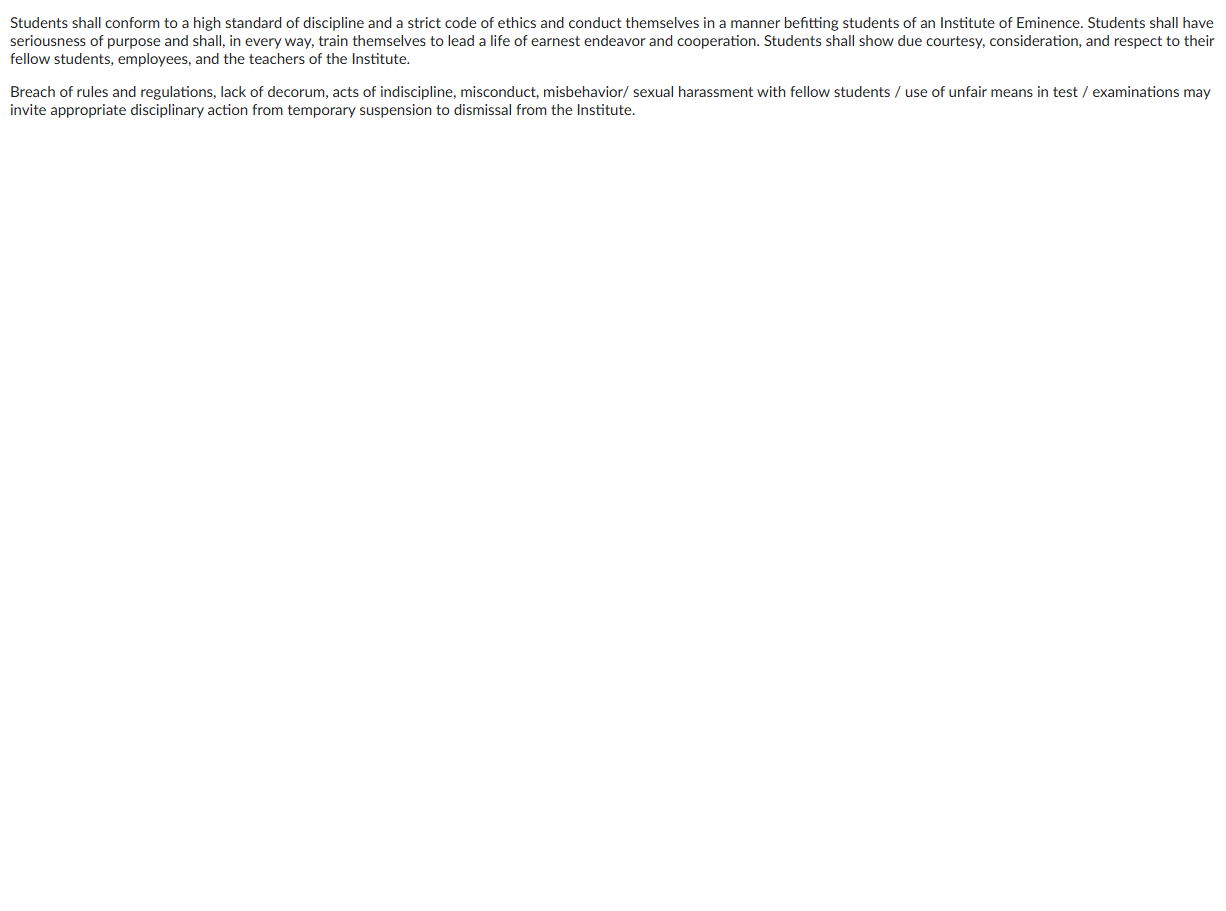 Students shall conform to a high standard of discipline and a strict code of ethics and conduct themselves in a manner befitting students of an Institute of Eminence. Students shall have
seriousness of purpose and shall, in every way, train themselves to lead a life of earnest endeavor and cooperation. Students shall show due courtesy, consideration, and respect to their
fellow students, employees, and the teachers of the Institute.
Breach of rules and regulations, lack of decorum, acts of indiscipline, misconduct, misbehavior/ sexual harassment with fellow students / use of unfair means in test / examinations may
invite appropriate disciplinary action from temporary suspension to dismissal from the Institute.